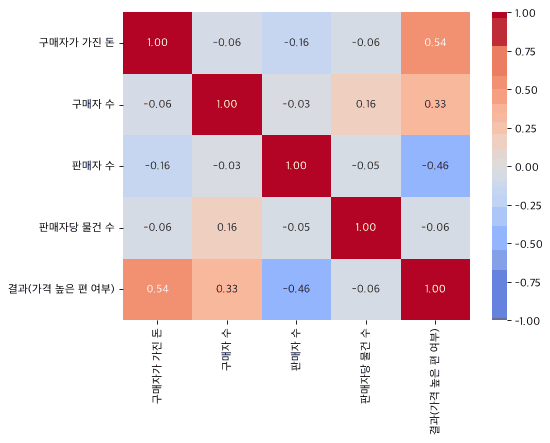 구매자가 가진 돈 1.00 -0.06 -0.16 -0.06 0.54
구매자 수 -0.06 1.00 -0.03 0.16 0.33
판매자 수 -0.16 -0.03 1.00 -0.05 -0.46
판매자당 물건 수 -0.06 0.16 -0.05 1.00 -0.06
결과(가격 높은 편 여부) 0.54 0.33 -0.46 -0.06 1.00
구매자가 가진 돈
구매자 수
판매자 수
판매자당 물건 수
결과(가격 높은 편 여부)
1.00
0.75
0.50
0.25
0.00
-0.25
-0.50
-0.75
-1.00